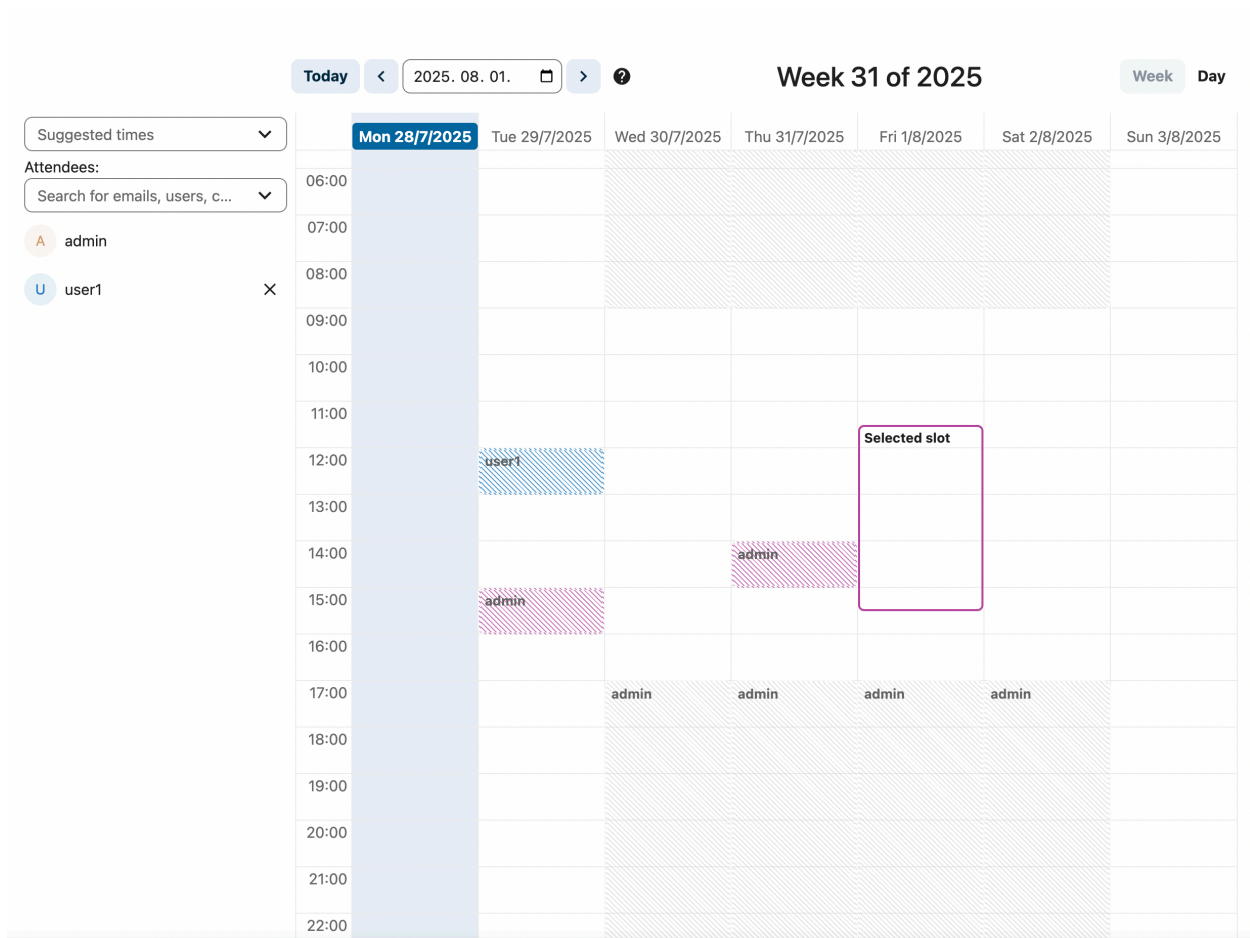 Today
2025. 08. 01.
Week 31 of 2025
Week
Day
Suggested times
Attendees:
Search for emails, users, c...
A admin
U user1
Mon 28/7/2025 Tue 29/7/2025 Wed 30/7/2025 Thu 31/7/2025 Fri 1/8/2025 Sat 2/8/2025 Sun 3/8/2025
06:00
07:00
08:00
09:00
10:00
11:00
Selected slot
12:00 user1
13:00
14:00 admin
15:00 admin
16:00
17:00 admin admin admin admin
18:00
19:00
20:00
21:00
22:00